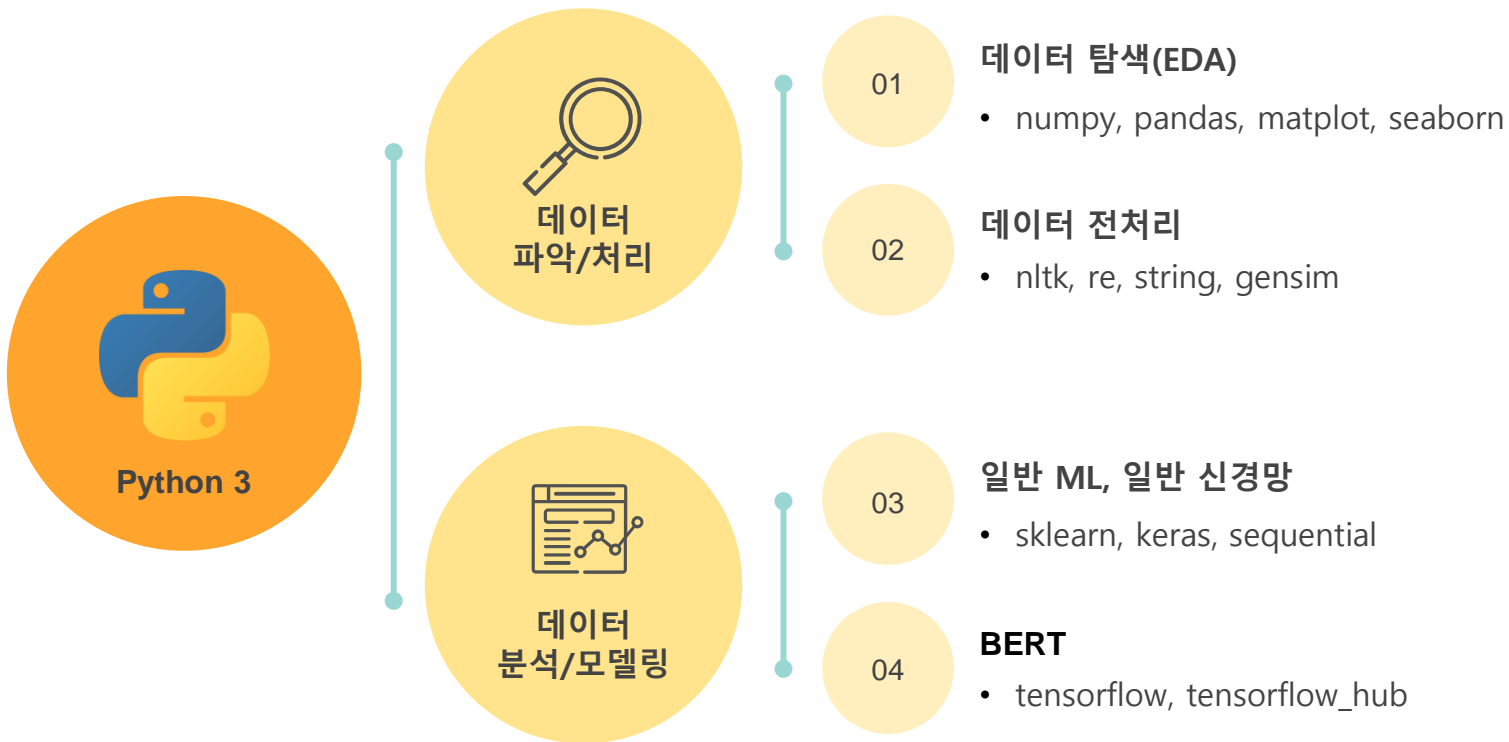 Python 3
데이터
파악/처리
01
데이터 탐색(EDA)
• numpy, pandas, matplot, seaborn
02
데이터 전처리
• nltk, re, string, gensim
데이터
분석/모델링
03
일반 ML, 일반 신경망
• sklearn, keras, sequential
04
BERT
• tensorflow, tensorflow_hub